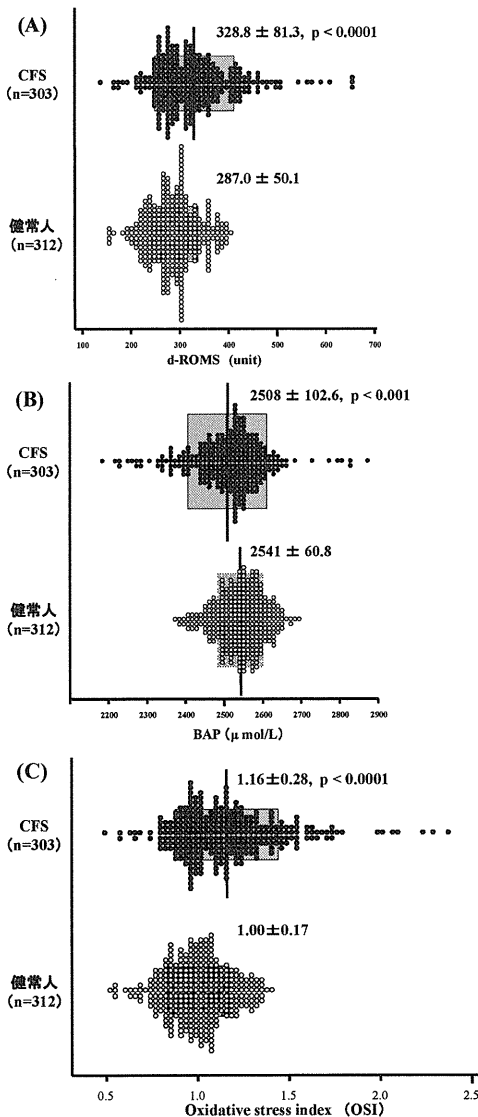 (A)
328.8 ± 81.3, p < 0.0001
CFS
(n=303)
287.0 ± 50.1
健常人
(n=312)
100 200 300 400 500 600 700
d-ROMS (unit)
(B)
2508 ± 102.6, p < 0.001
CFS
(n=303)
2541 ± 60.8
健常人
(n=312)
2200 2300 2400 2500 2600 2700 2800 2900
BAP (μ mol/L)
(C)
1.16±0.28, p < 0.0001
CFS
(n=303)
1.00±0.17
健常人
(n=312)
0.5 1.0 1.5 2.0 2.5
Oxidative stress index (OSI)